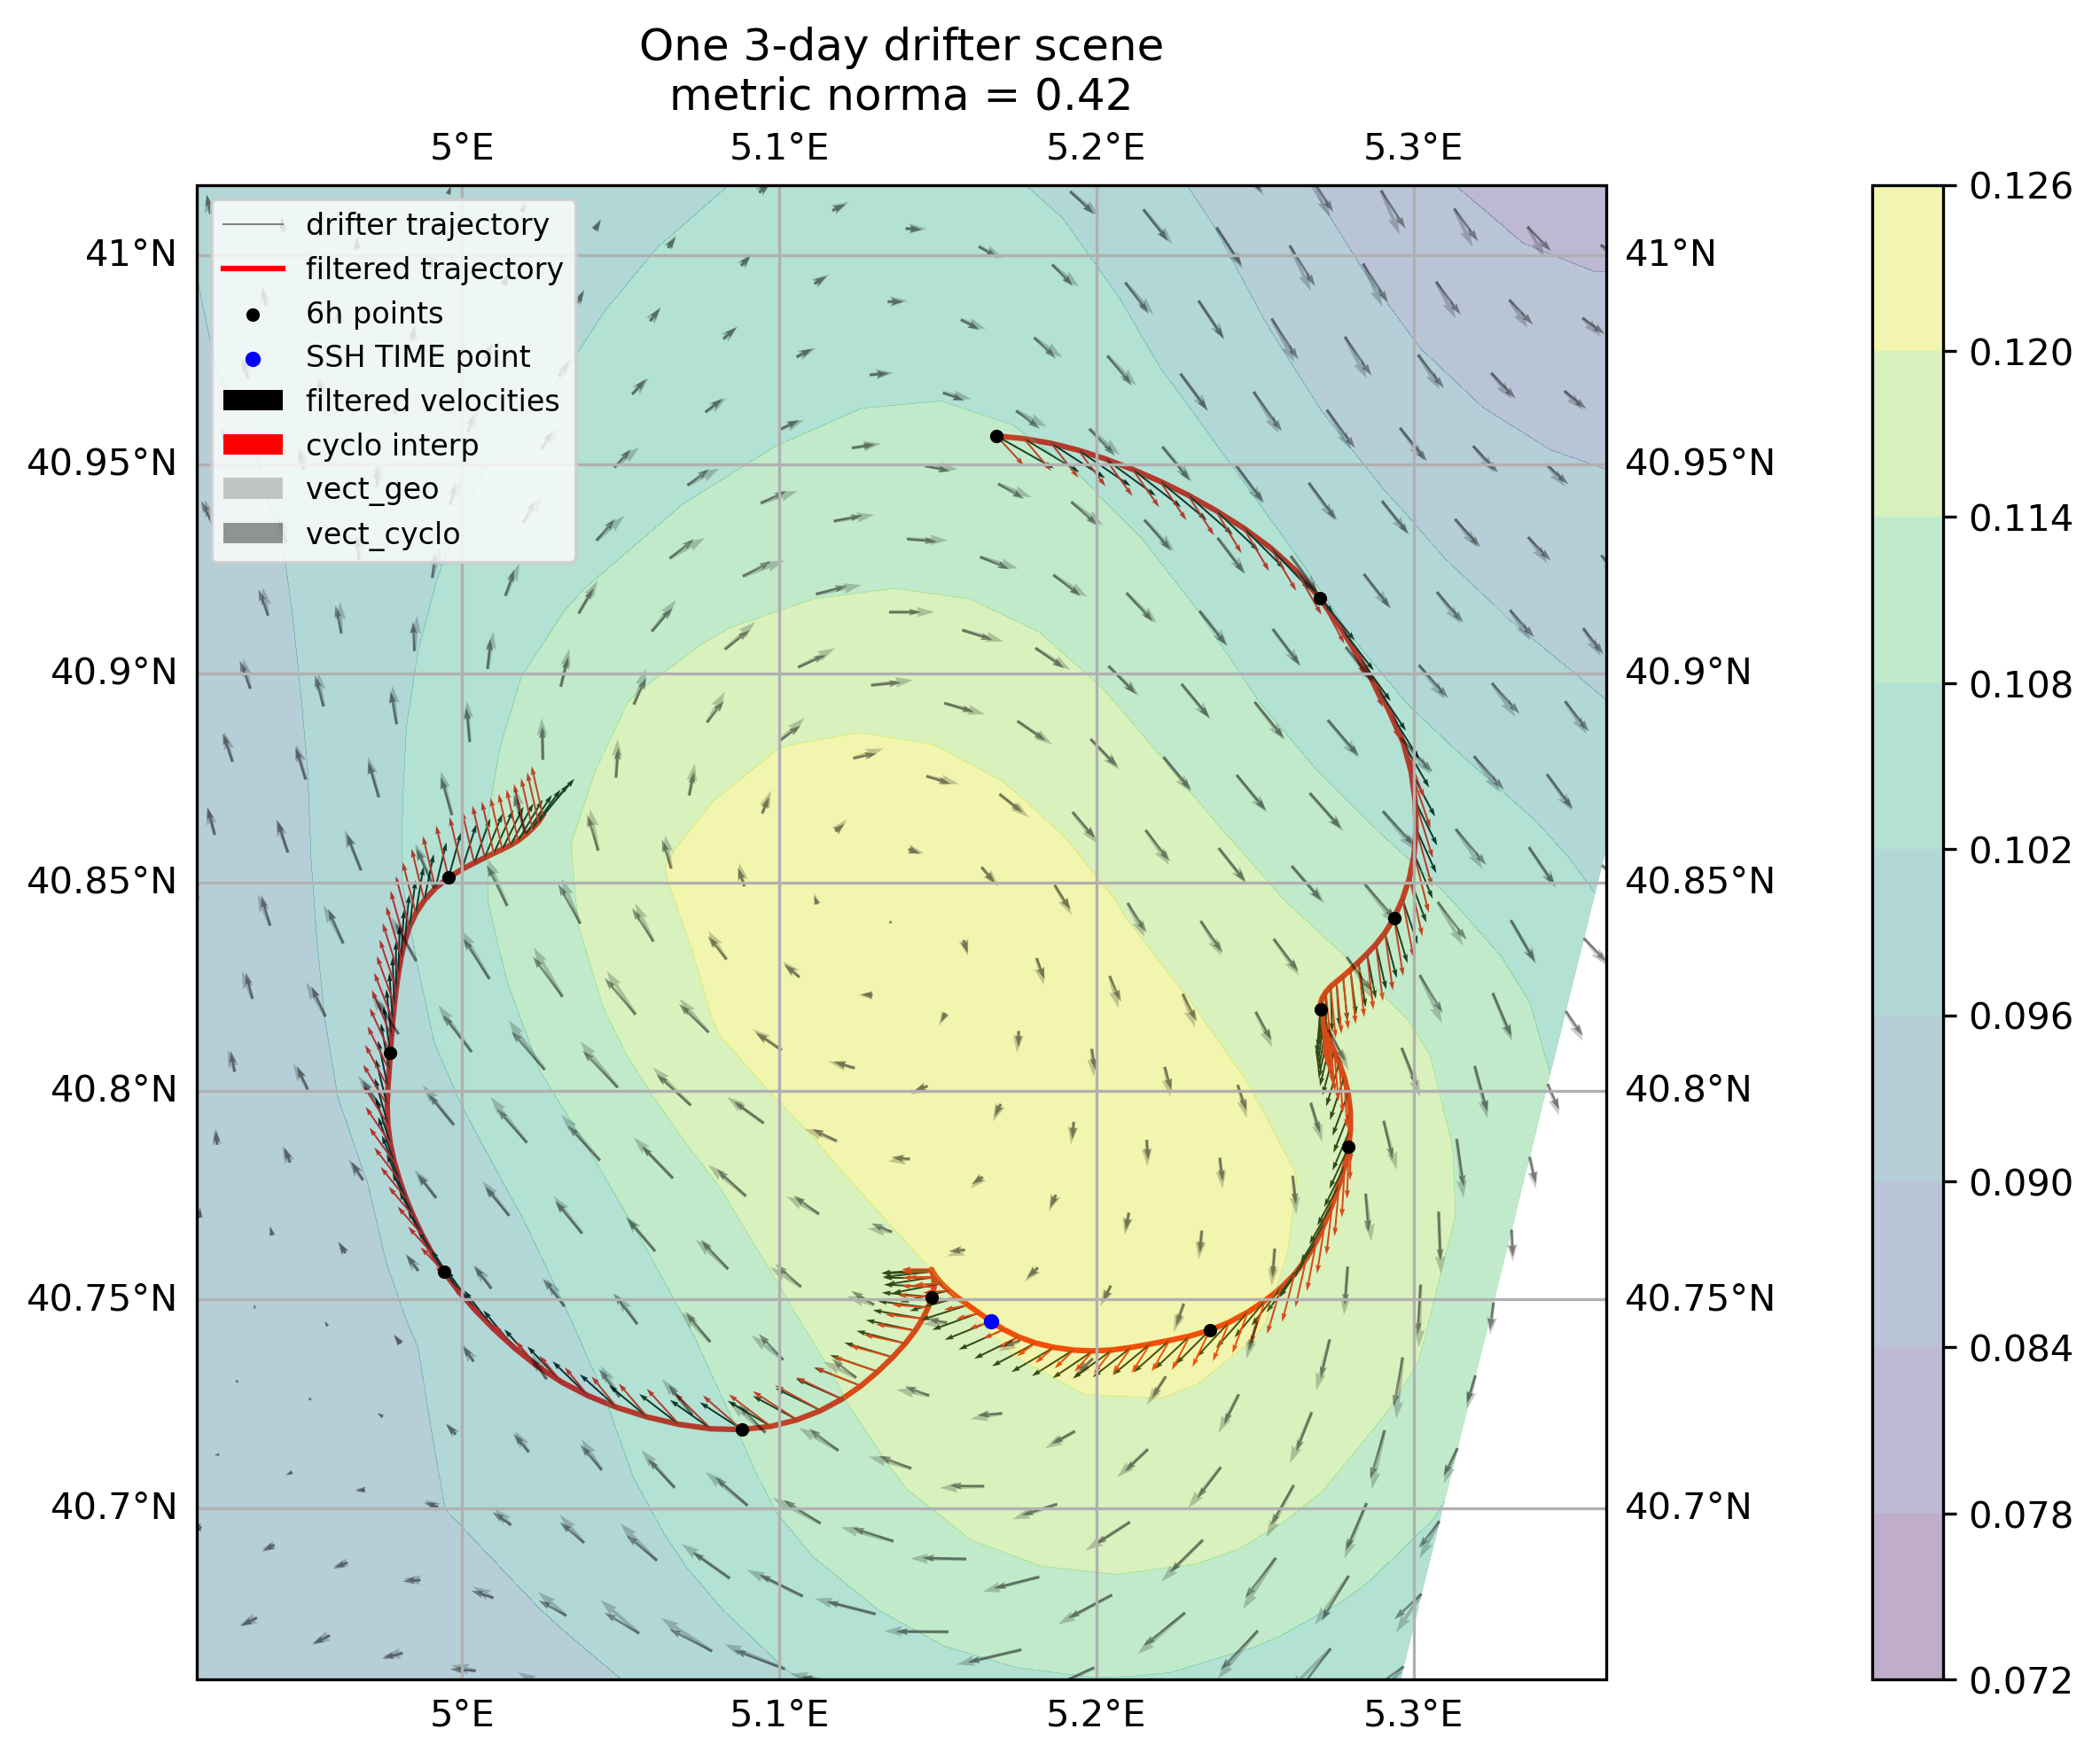 One 3-day drifter scene
metric norma = 0.42
5°E 5.1°E 5.2°E 5.3°E
drifter trajectory
filtered trajectory
6h points
SSH TIME point
filtered velocities
cyclo interp
vect_geo
vect_cyclo
41°N 41°N
40.95°N 40.95°N
40.9°N 40.9°N
40.85°N 40.85°N
40.8°N 40.8°N
40.75°N 40.75°N
40.7°N 40.7°N
5°E 5.1°E 5.2°E 5.3°E
0.126
0.120
0.114
0.108
0.102
0.096
0.090
0.084
0.078
0.072